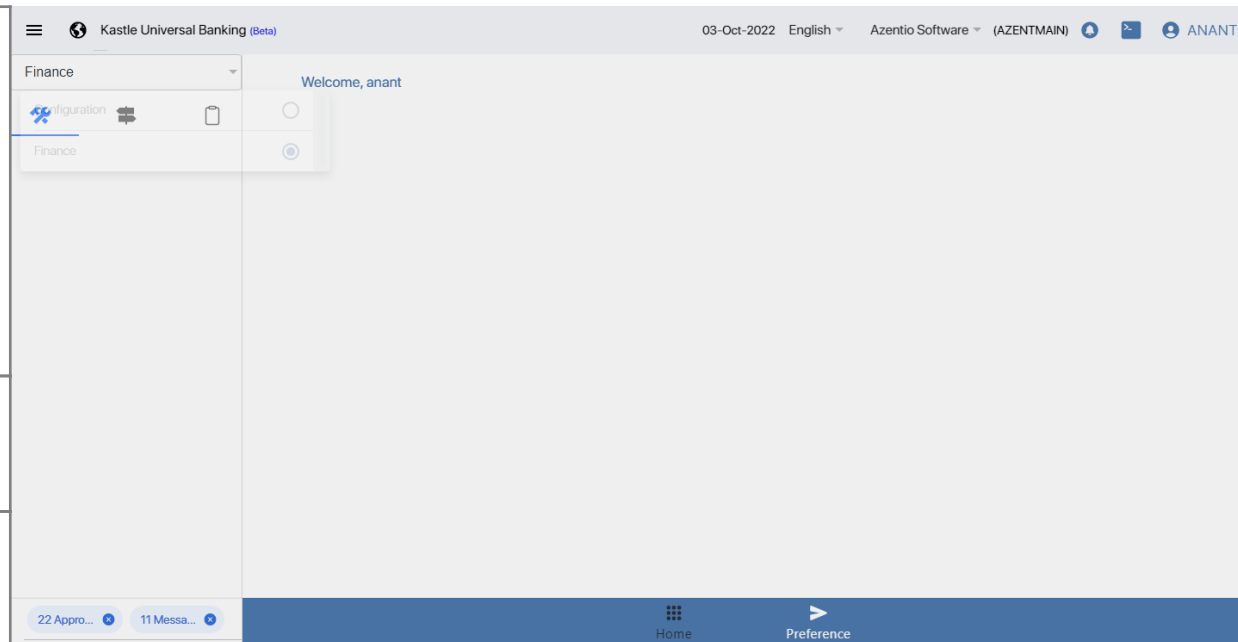 Kastle Universal Banking (Beta)
03-Oct-2022 English Azentio Software (AZENTMAIN) ANANT
Finance
Welcome, anant
Configuration
Finance
22 Appro... 11 Messa...
Home
Preference